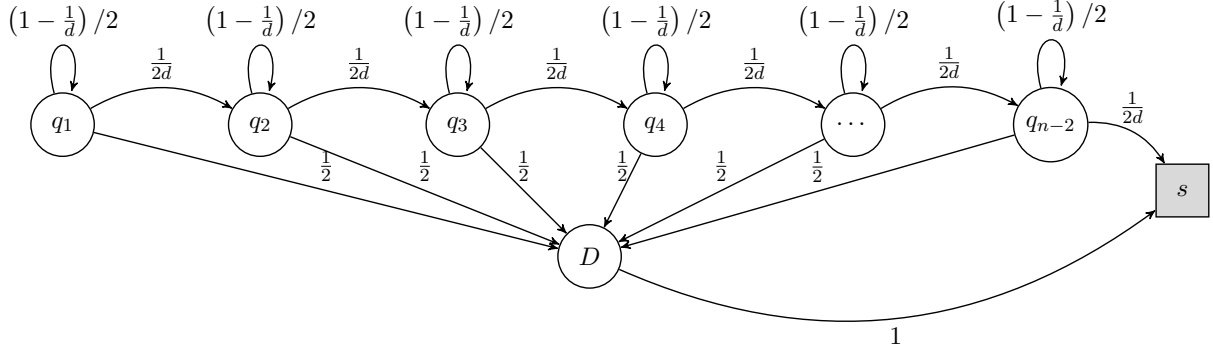 (1 − 1/d) /2 (1 − 1/d) /2 (1 − 1/d) /2 (1 − 1/d) /2 (1 − 1/d) /2 (1 − 1/d) /2
1/2d 1/2d 1/2d 1/2d 1/2d 1/2d
q₁ q₂ q₃ q₄ ··· qₙ₋₂
1/2 1/2 1/2 1/2 1/2 1/2
s
D
1